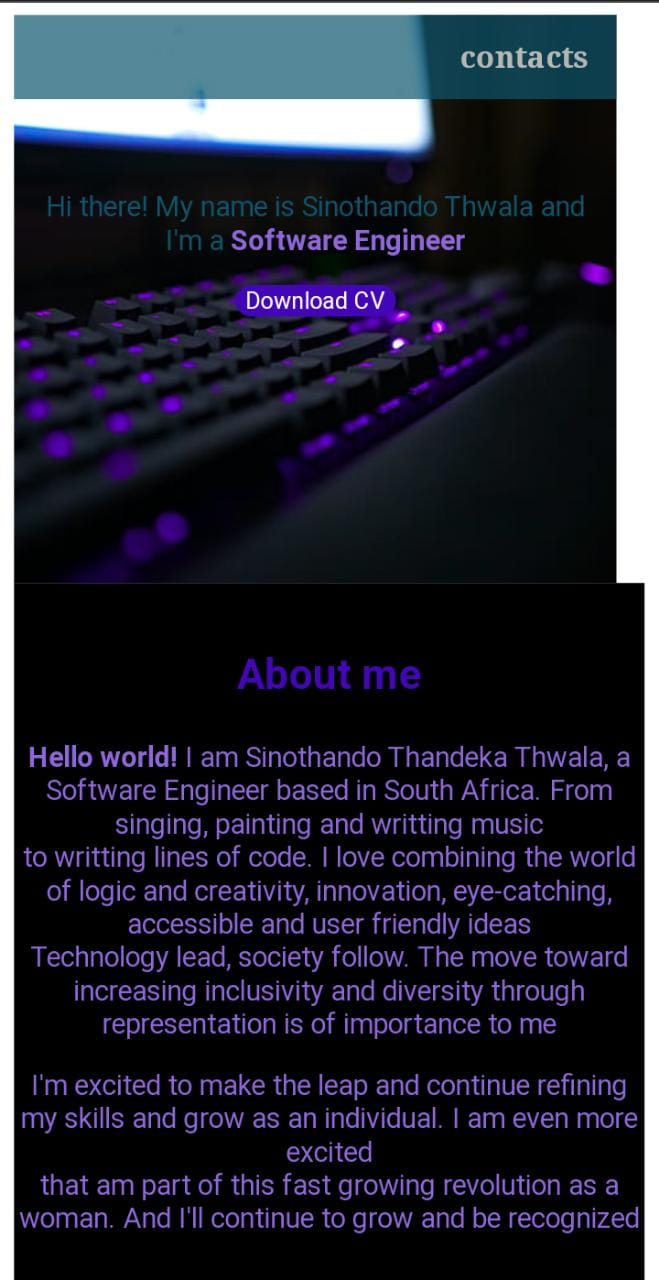 contacts
Hi there! My name is Sinothando Thwala and
I'm a Software Engineer
Download CV
About me
Hello world! I am Sinothando Thandeka Thwala, a
Software Engineer based in South Africa. From
singing, painting and writting music
to writting lines of code. I love combining the world
of logic and creativity, innovation, eye-catching,
accessible and user friendly ideas
Technology lead, society follow. The move toward
increasing inclusivity and diversity through
representation is of importance to me
I'm excited to make the leap and continue refining
my skills and grow as an individual. I am even more
excited
that am part of this fast growing revolution as a
woman. And I'll continue to grow and be recognized